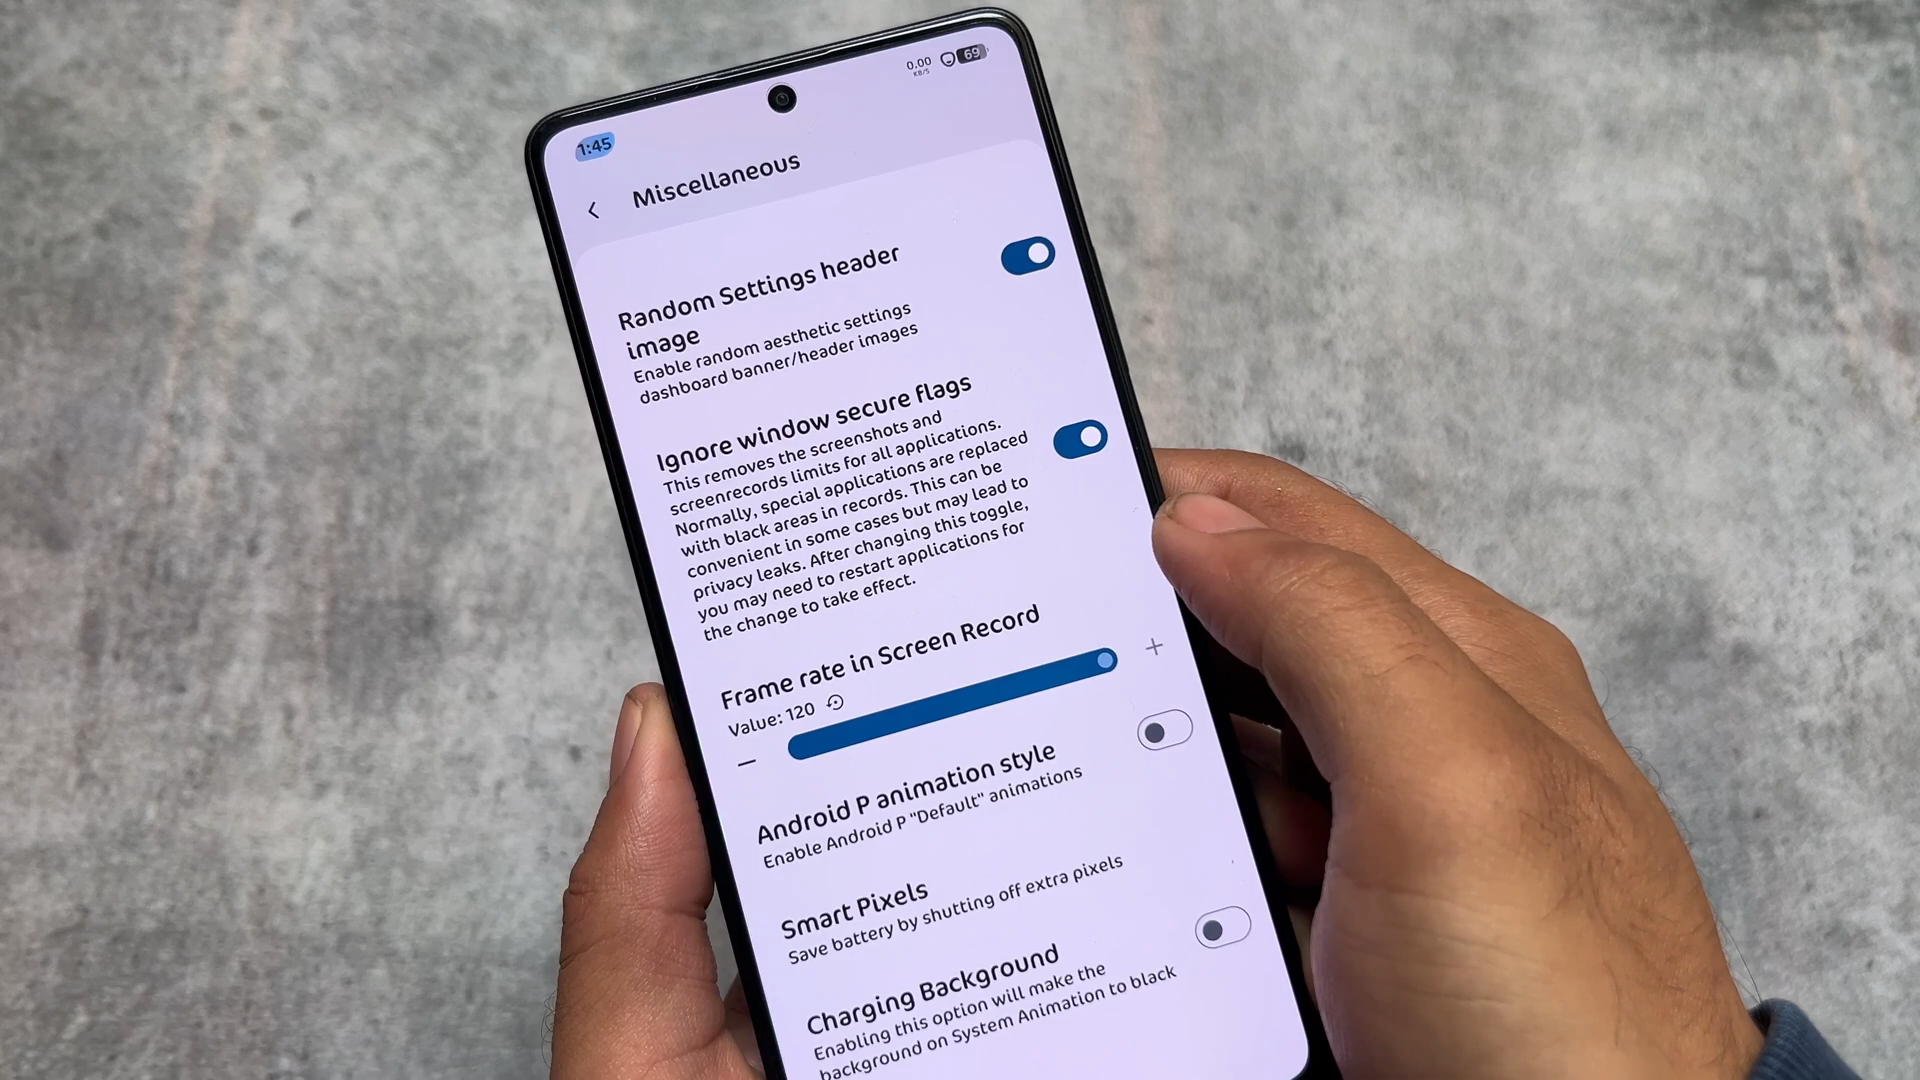 0.00
KB/S
69
1:45
Miscellaneous
Random Settings header
image
Enable random aesthetic settings
dashboard banner/header images
Ignore window secure flags
This removes the screenshots and
screenrecords limits for all applications.
Normally, special applications are replaced
with black areas in records. This can be
convenient in some cases but may lead to
privacy leaks. After changing this toggle,
you may need to restart applications for
the change to take effect.
Frame rate in Screen Record
Value: 120
Android P animation style
Enable Android P "Default" animations
Smart Pixels
Save battery by shutting off extra pixels
Charging Background
Enabling this option will make the
background on System Animation to black